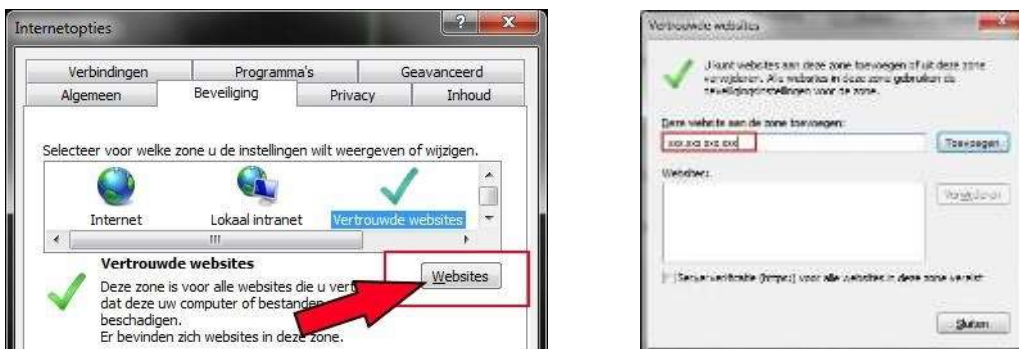 Internetopties
Verbindingen Programma's Geavanceerd
Algemeen Beveiliging Privacy Inhoud
Selecteer voor welke zone u de instellingen wilt weergeven of wijzigen.
Internet Lokaal intranet Vertrouwde websites
Vertrouwde websites
Websites
Deze zone is voor alle websites die u vert
dat deze uw computer of bestanden
beschadigen.
Er bevinden zich websites in deze zone.
Vertrouwde websites
U kunt websites aan deze zone toevoegen of uit deze zone
verwijderen. Alle websites in deze zone gebruiken de
beveiligingsinstellingen voor de zone.
Deze website aan de zone toevoegen:
xxx.xxx.xxx.xxx Toevoegen
Websites:
Verwijderen
Serververificatie (https:) voor alle websites in deze zone vereist
Sluiten